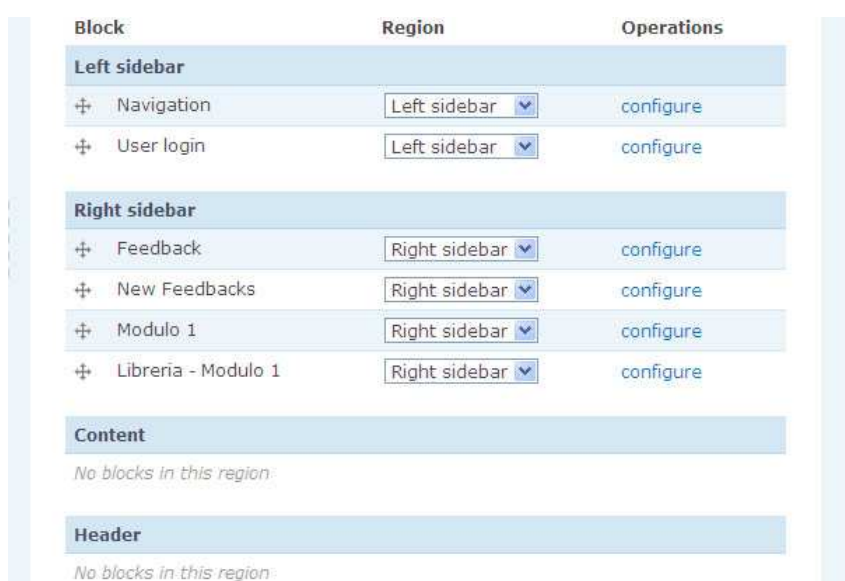 Block Region Operations
Left sidebar
Navigation Left sidebar configure
User login Left sidebar configure
Right sidebar
Feedback Right sidebar configure
New Feedbacks Right sidebar configure
Modulo 1 Right sidebar configure
Libreria - Modulo 1 Right sidebar configure
Content
No blocks in this region
Header
No blocks in this region